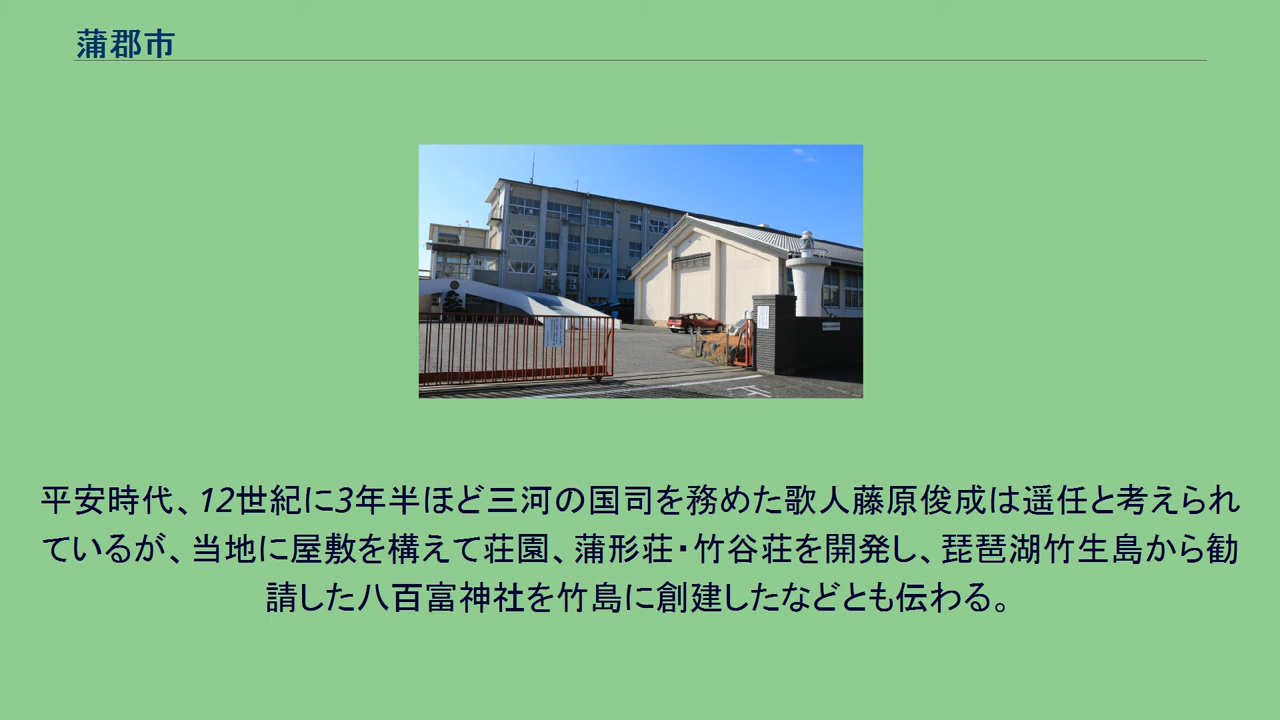 蒲郡市
平安時代、12世紀に3年半ほど三河の国司を務めた歌人藤原俊成は遥任と考えられ
ているが、当地に屋敷を構えて荘園、蒲形荘・竹谷荘を開発し、琵琶湖竹生島から勧
請した八百富神社を竹島に創建したなどとも伝わる。